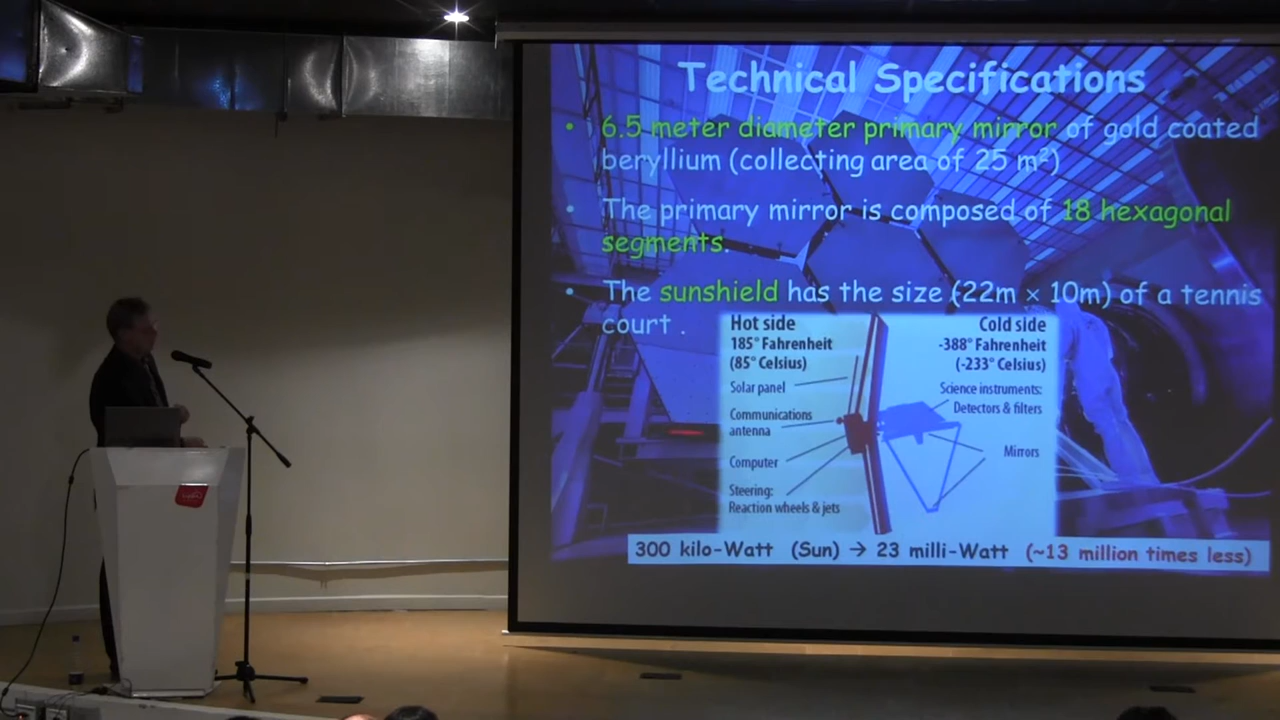 Technical Specifications
• 6.5 meter diameter primary mirror of gold coated
beryllium (collecting area of 25 m²)
• The primary mirror is composed of 18 hexagonal
segments.
• The sunshield has the size (22m × 10m) of a tennis
court .
Hot side
185° Fahrenheit
(85° Celsius)
Solar panel
Communications
antenna
Computer
Steering:
Reaction wheels & jets
Cold side
-388° Fahrenheit
(-233° Celsius)
Science instruments:
Detectors & filters
Mirrors
300 kilo-Watt (Sun) → 23 milli-Watt (~13 million times less)